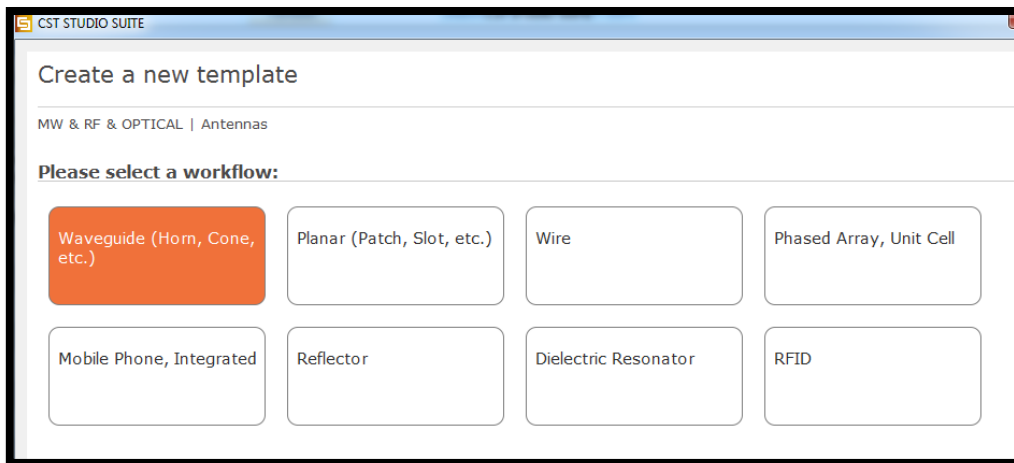 CST STUDIO SUITE
Create a new template
MW & RF & OPTICAL | Antennas
Please select a workflow:
Waveguide (Horn, Cone,
etc.)
Planar (Patch, Slot, etc.)
Wire
Phased Array, Unit Cell
Mobile Phone, Integrated
Reflector
Dielectric Resonator
RFID